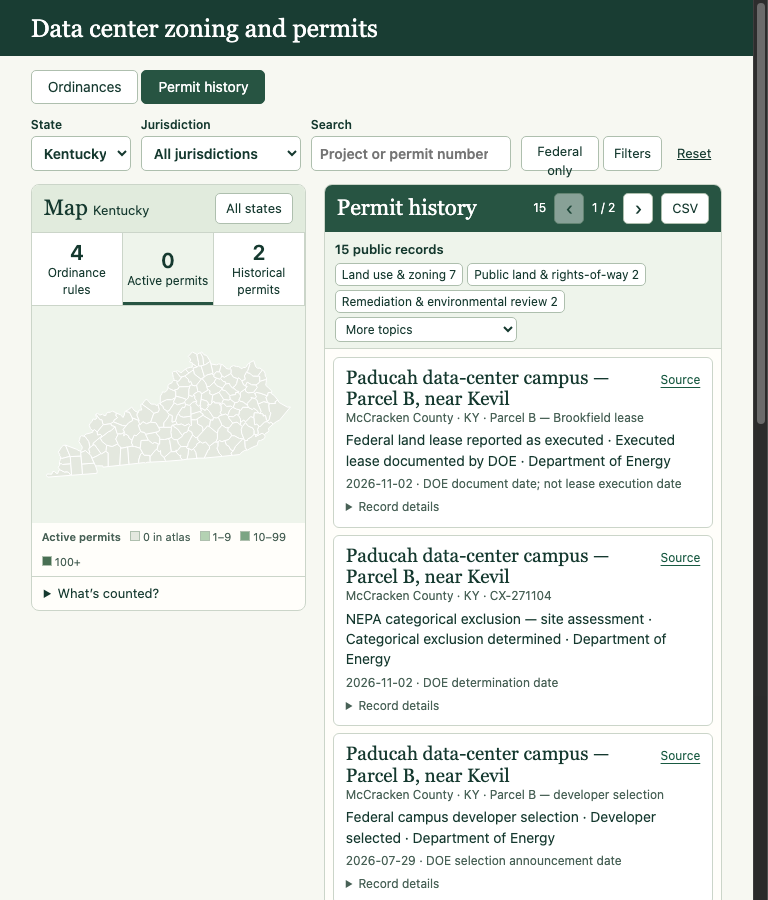 Data center zoning and permits
Ordinances
Permit history
State
Jurisdiction
Search
Kentucky
All jurisdictions
Project or permit number
Federal
only
Filters
Reset
Map Kentucky
All states
4
Ordinance
rules
0
Active permits
2
Historical
permits
Active permits
0 in atlas
1–9
10–99
100+
What's counted?
Permit history
15
‹
1 / 2
›
CSV
15 public records
Land use & zoning 7
Public land & rights-of-way 2
Remediation & environmental review 2
More topics
Paducah data-center campus —
Parcel B, near Kevil
Source
McCracken County · KY · Parcel B — Brookfield lease
Federal land lease reported as executed · Executed
lease documented by DOE · Department of Energy
2026-11-02 · DOE document date; not lease execution date
Record details
Paducah data-center campus —
Parcel B, near Kevil
Source
McCracken County · KY · CX-271104
NEPA categorical exclusion — site assessment ·
Categorical exclusion determined · Department of
Energy
2026-11-02 · DOE determination date
Record details
Paducah data-center campus —
Parcel B, near Kevil
Source
McCracken County · KY · Parcel B — developer selection
Federal campus developer selection · Developer
selected · Department of Energy
2026-07-29 · DOE selection announcement date
Record details